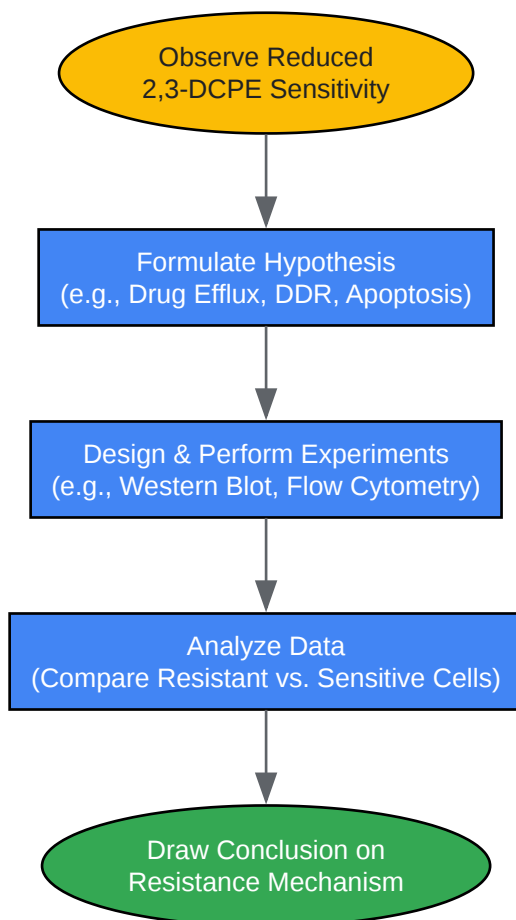 Observe Reduced
2,3-DCPE Sensitivity
Formulate Hypothesis
(e.g., Drug Efflux, DDR, Apoptosis)
Design & Perform Experiments
(e.g., Western Blot, Flow Cytometry)
Analyze Data
(Compare Resistant vs. Sensitive Cells)
Draw Conclusion on
Resistance Mechanism